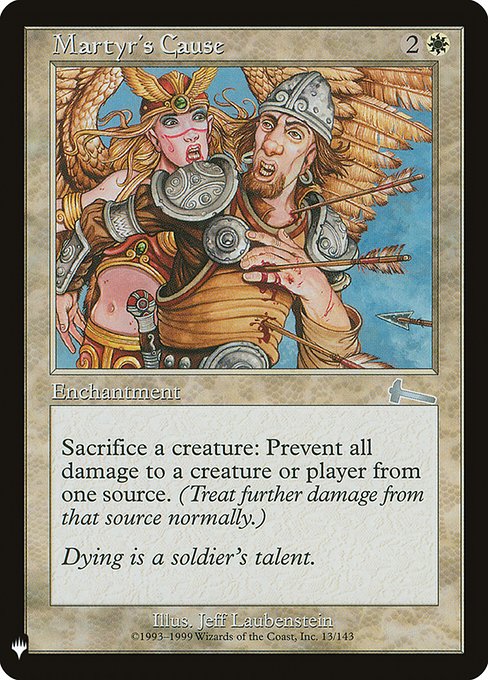 Martyr's Cause 2
Enchantment
Sacrifice a creature: Prevent all
damage to a creature or player from
one source. (Treat further damage from
that source normally.)
Dying is a soldier's talent.
Illus. Jeff Laubenstein
©1993–1999 Wizards of the Coast, Inc. 13/143